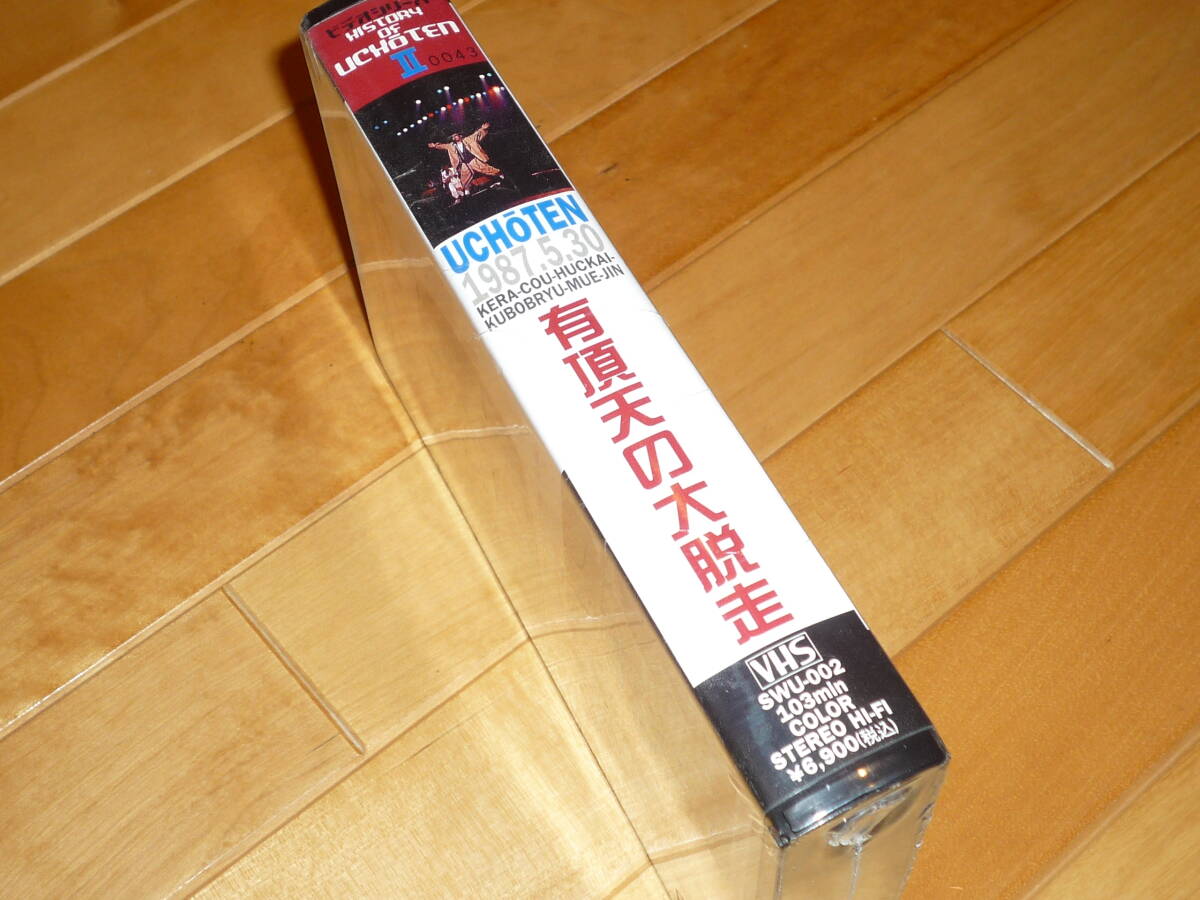 ビデオシリーズ
HISTORY
OF
UCHōTEN
II 0043
UCHōTEN
1987.5.30
KERA-COU-HUCKAI-
KUBOBRYU-MUE-JIN
有頂天の大脱走
VHS
SWU-002
103min
COLOR
STEREO HI-FI
¥6,900(税込)